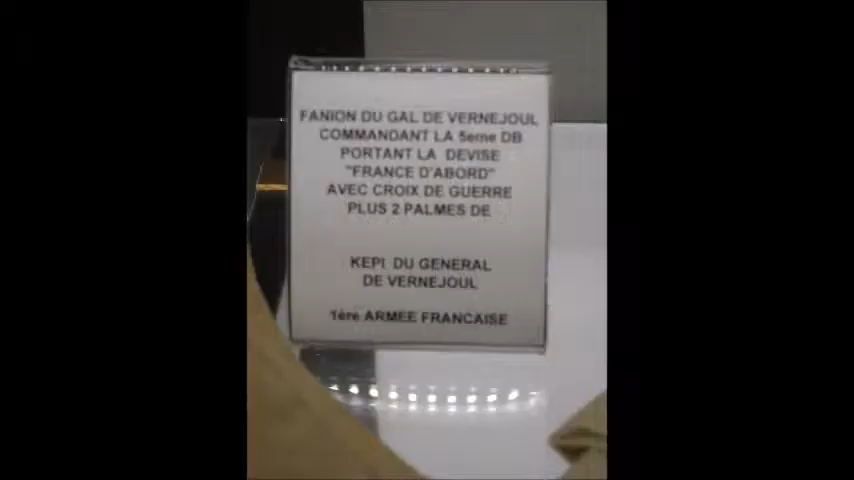 FANION DU GAL DE VERNEJOUL
COMMANDANT LA 5eme DB
PORTANT LA DEVISE
"FRANCE D'ABORD"
AVEC CROIX DE GUERRE
PLUS 2 PALMES DE
KEPI DU GENERAL
DE VERNEJOUL
1ère ARMEE FRANCAISE